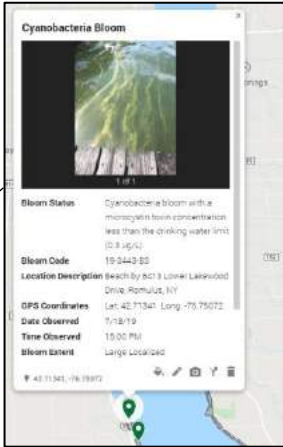 ×
Cyanobacteria Bloom
1 of 1
Bloom Status Cyanobacteria bloom with a
microcystin toxin concentration
less than the drinking water limit
(0.3 µg/L).
Bloom Code
Location Description Beach by 6413 Lower Lakewood
Drive, Romulus, NY
GPS Coordinates Lat: 42.71341 Long: -76.75072
Date Observed 7/18/19
Time Observed 15:00 PM
Bloom Extent Large Localized
42.71341, -76.75072